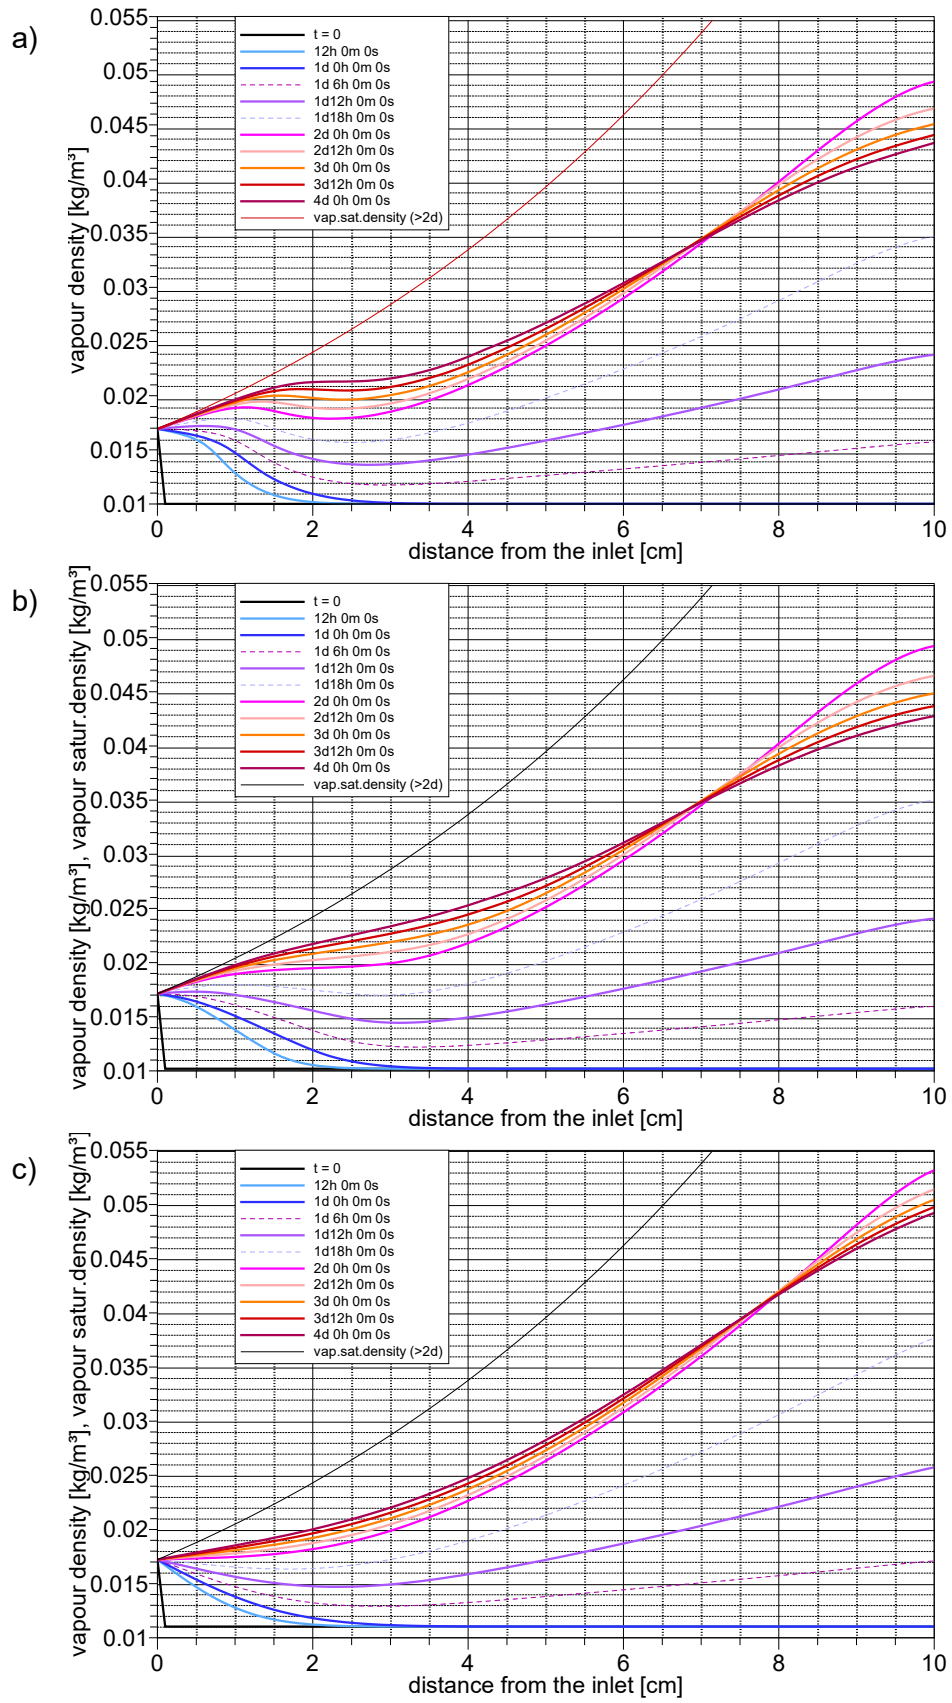 a)
vapour density [kg/m³]
0.055
0.05
0.045
0.04
0.035
0.03
0.025
0.02
0.015
0.01
t = 0
12h 0m 0s
1d 0h 0m 0s
1d 6h 0m 0s
1d12h 0m 0s
1d18h 0m 0s
2d 0h 0m 0s
2d12h 0m 0s
3d 0h 0m 0s
3d12h 0m 0s
4d 0h 0m 0s
vap.sat.density (>2d)
0 2 4 6 8 10
distance from the inlet [cm]
b)
vapour density [kg/m³], vapour satur.density [kg/m³]
0.055
0.05
0.045
0.04
0.035
0.03
0.025
0.02
0.015
0.01
t = 0
12h 0m 0s
1d 0h 0m 0s
1d 6h 0m 0s
1d12h 0m 0s
1d18h 0m 0s
2d 0h 0m 0s
2d12h 0m 0s
3d 0h 0m 0s
3d12h 0m 0s
4d 0h 0m 0s
vap.sat.density (>2d)
0 2 4 6 8 10
distance from the inlet [cm]
c)
vapour density [kg/m³], vapour satur.density [kg/m³]
0.055
0.05
0.045
0.04
0.035
0.03
0.025
0.02
0.015
0.01
t = 0
12h 0m 0s
1d 0h 0m 0s
1d 6h 0m 0s
1d12h 0m 0s
1d18h 0m 0s
2d 0h 0m 0s
2d12h 0m 0s
3d 0h 0m 0s
3d12h 0m 0s
4d 0h 0m 0s
vap.sat.density (>2d)
0 2 4 6 8 10
distance from the inlet [cm]